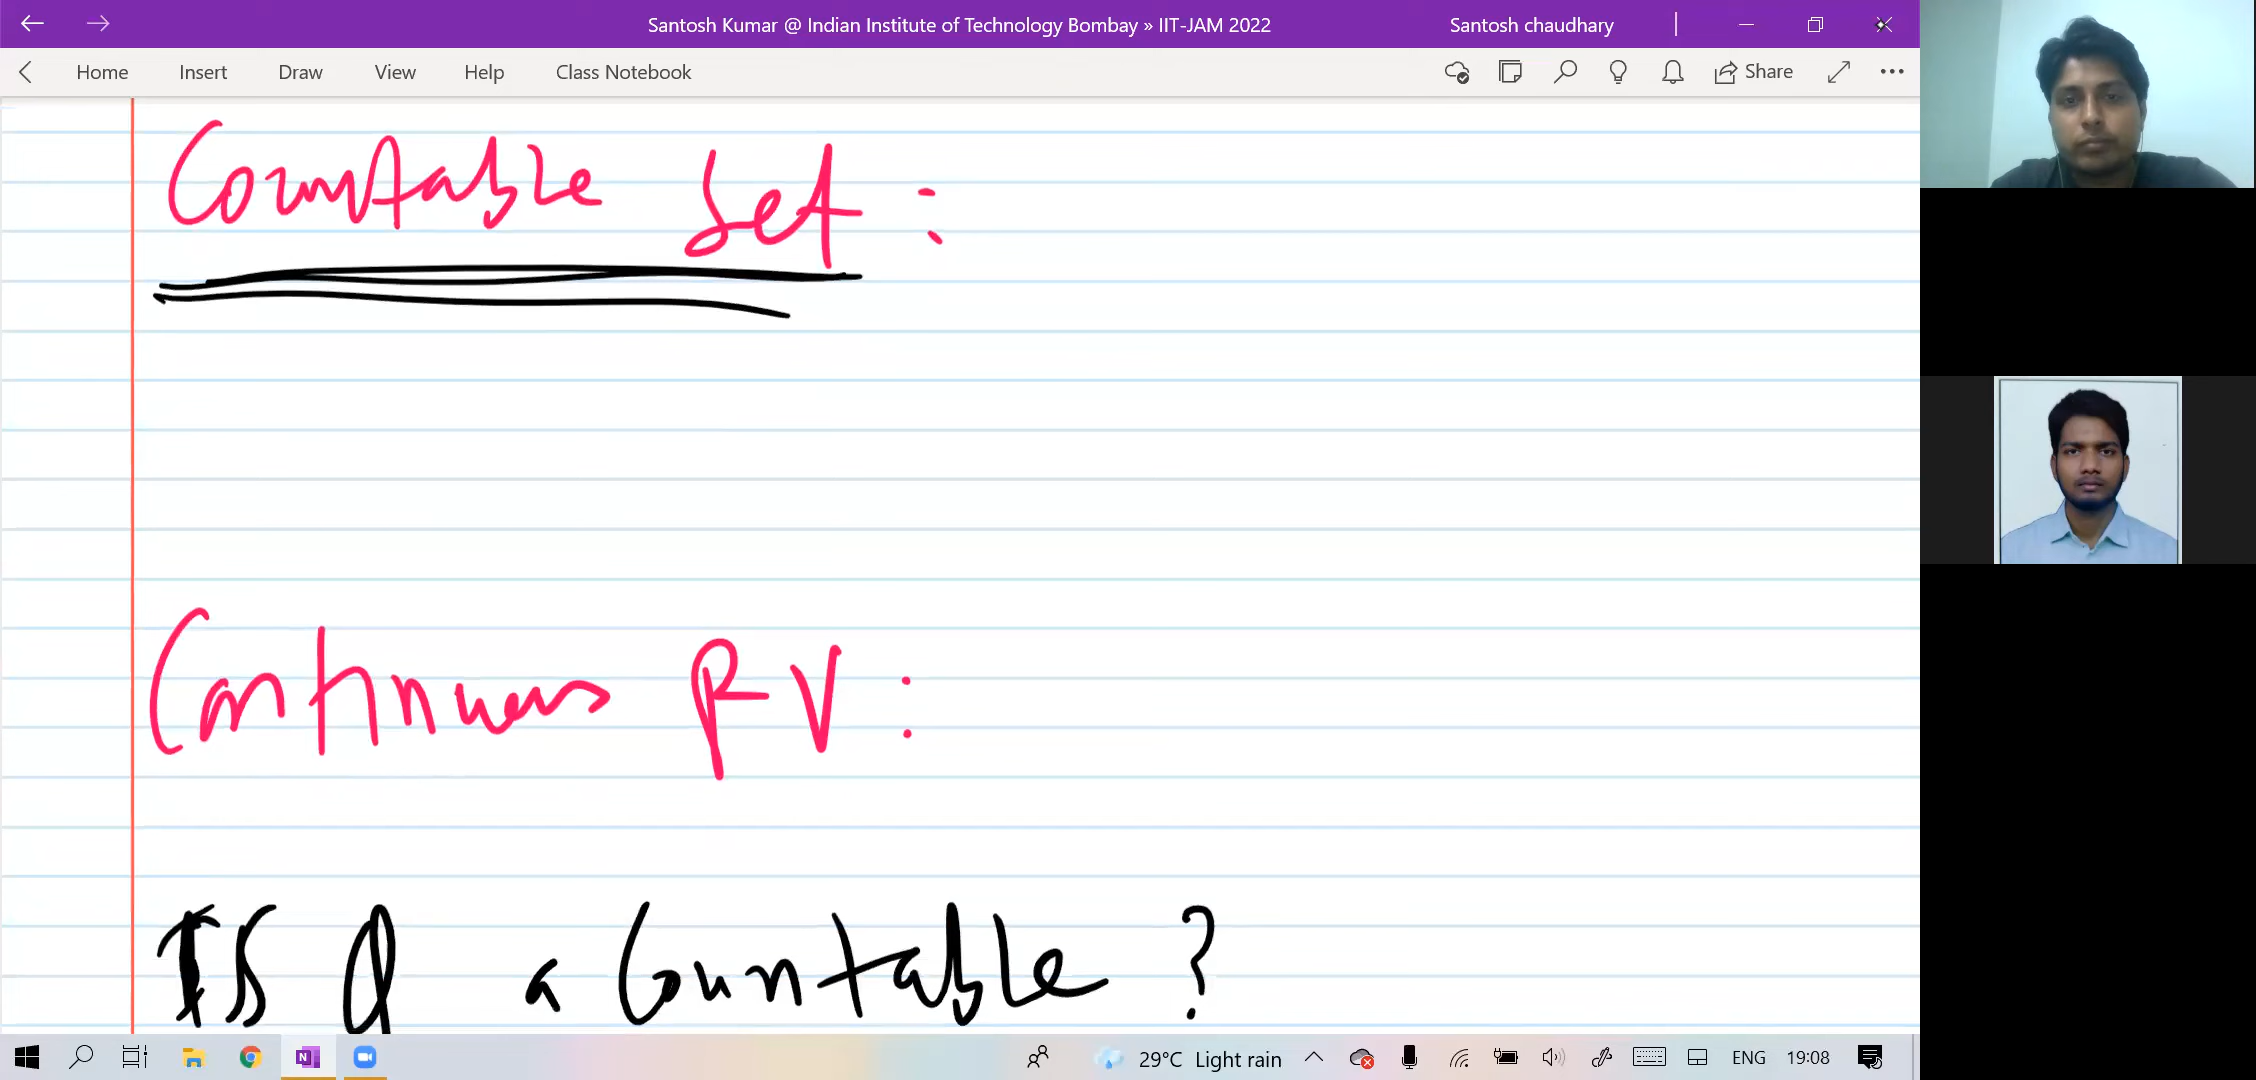 Santosh Kumar @ Indian Institute of Technology Bombay » IIT-JAM 2022 Santosh chaudhary
Home Insert Draw View Help Class Notebook Share
Countable Set :
Continuous RV :
IS Q a Countable ?
29°C Light rain ENG 19:08